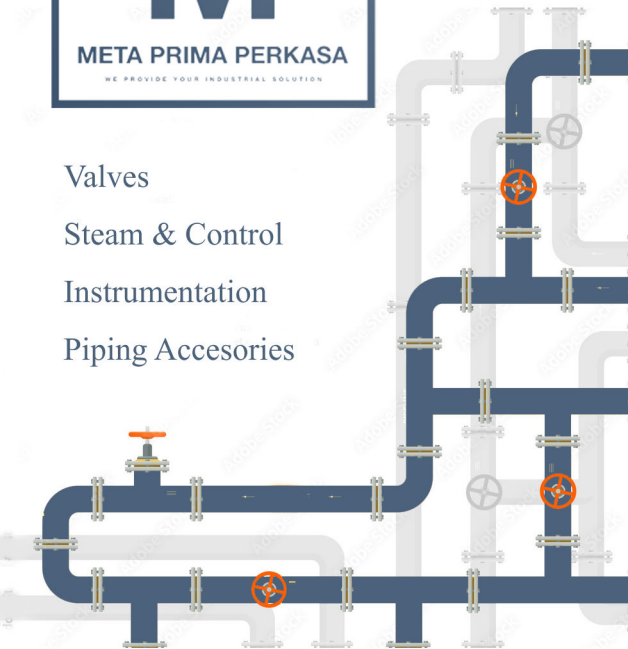 M
META PRIMA PERKASA
WE PROVIDE YOUR INDUSTRIAL SOLUTION
Valves
Steam & Control
Instrumentation
Piping Accesories